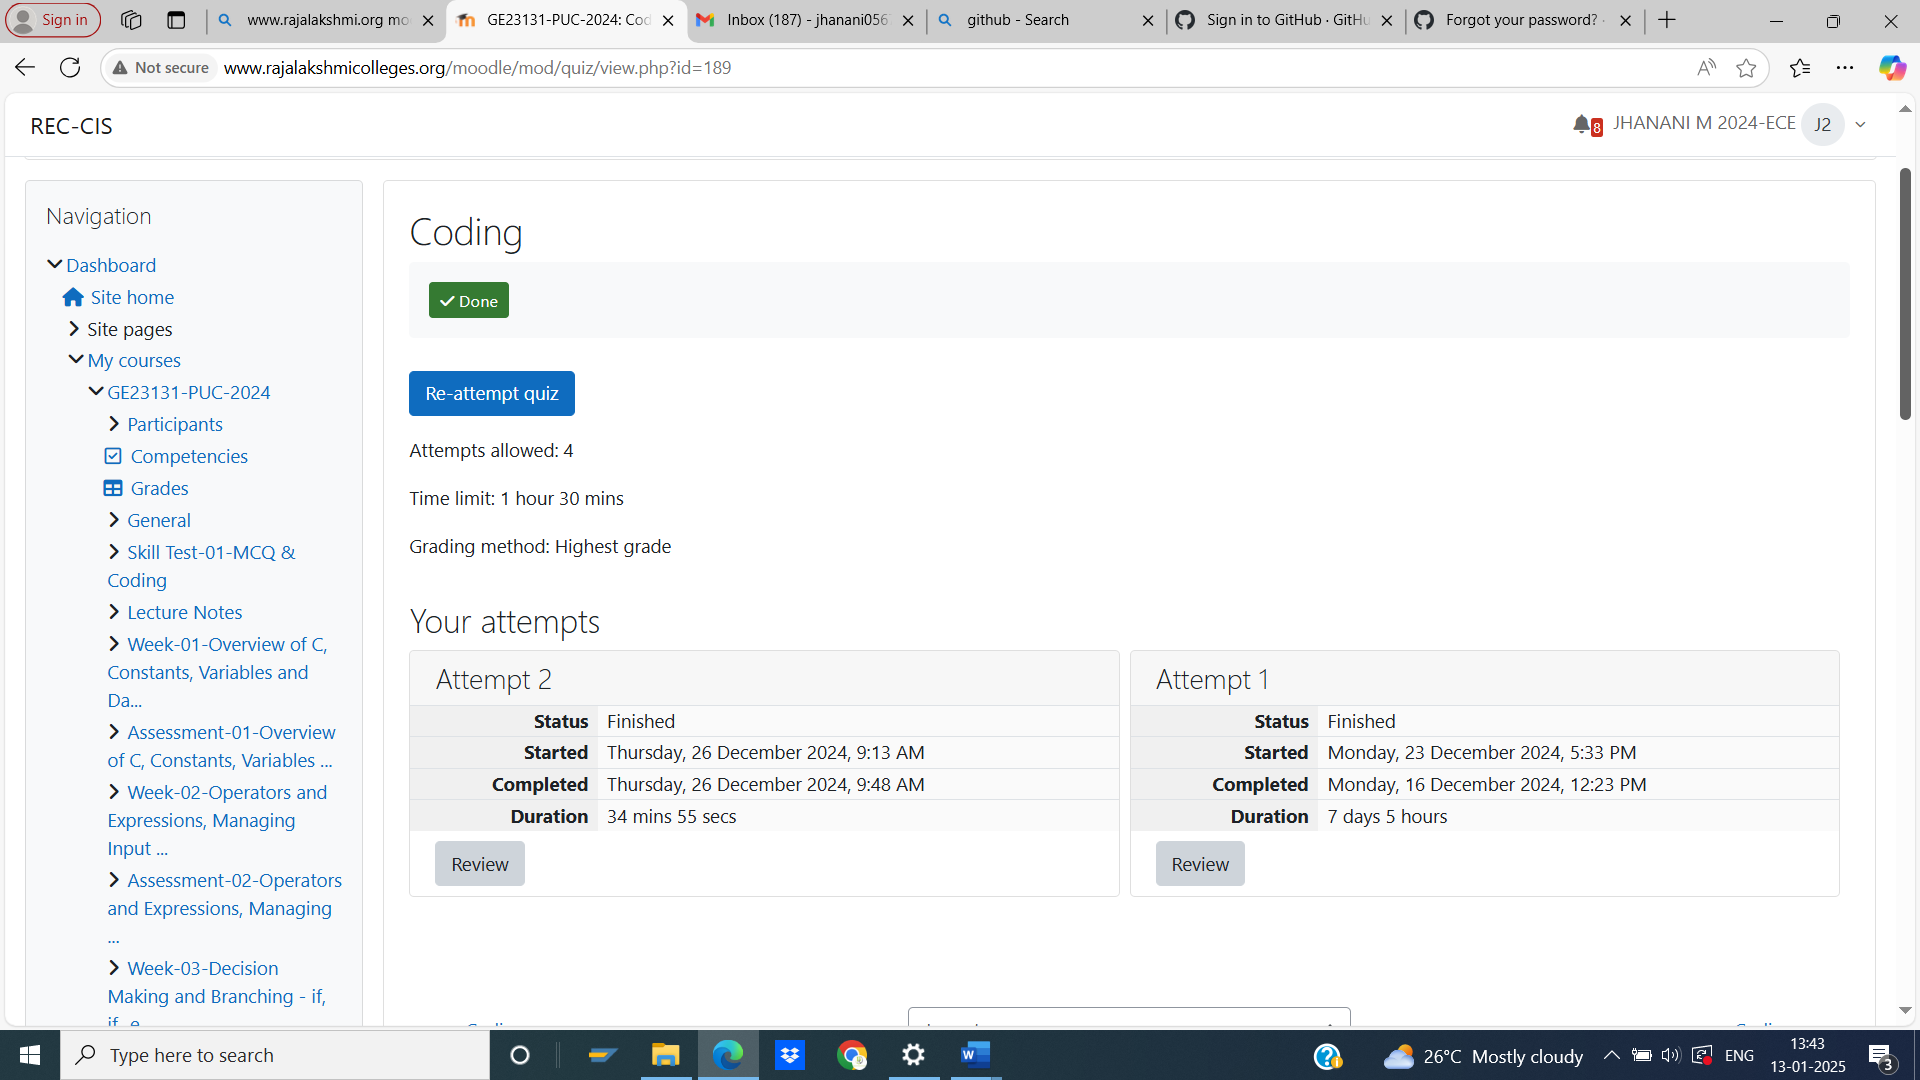 Sign in
www.rajalakshmi.org mo
GE23131-PUC-2024: Cod
Inbox (187) - jhanani056
github - Search
Sign in to GitHub · GitHu
Forgot your password? ·
Not secure
www.rajalakshmicolleges.org/moodle/mod/quiz/view.php?id=189
REC-CIS
8
JHANANI M 2024-ECE
J2
Navigation
Dashboard
Site home
Site pages
My courses
GE23131-PUC-2024
Participants
Competencies
Grades
General
Skill Test-01-MCQ &
Coding
Lecture Notes
Week-01-Overview of C,
Constants, Variables and
Da...
Assessment-01-Overview
of C, Constants, Variables ...
Week-02-Operators and
Expressions, Managing
Input ...
Assessment-02-Operators
and Expressions, Managing
...
Week-03-Decision
Making and Branching - if,
Coding
Done
Re-attempt quiz
Attempts allowed: 4
Time limit: 1 hour 30 mins
Grading method: Highest grade
Your attempts
Attempt 2
Status Finished
Started Thursday, 26 December 2024, 9:13 AM
Completed Thursday, 26 December 2024, 9:48 AM
Duration 34 mins 55 secs
Review
Attempt 1
Status Finished
Started Monday, 23 December 2024, 5:33 PM
Completed Monday, 16 December 2024, 12:23 PM
Duration 7 days 5 hours
Review
Type here to search
26°C Mostly cloudy
ENG
13:43
13-01-2025
3